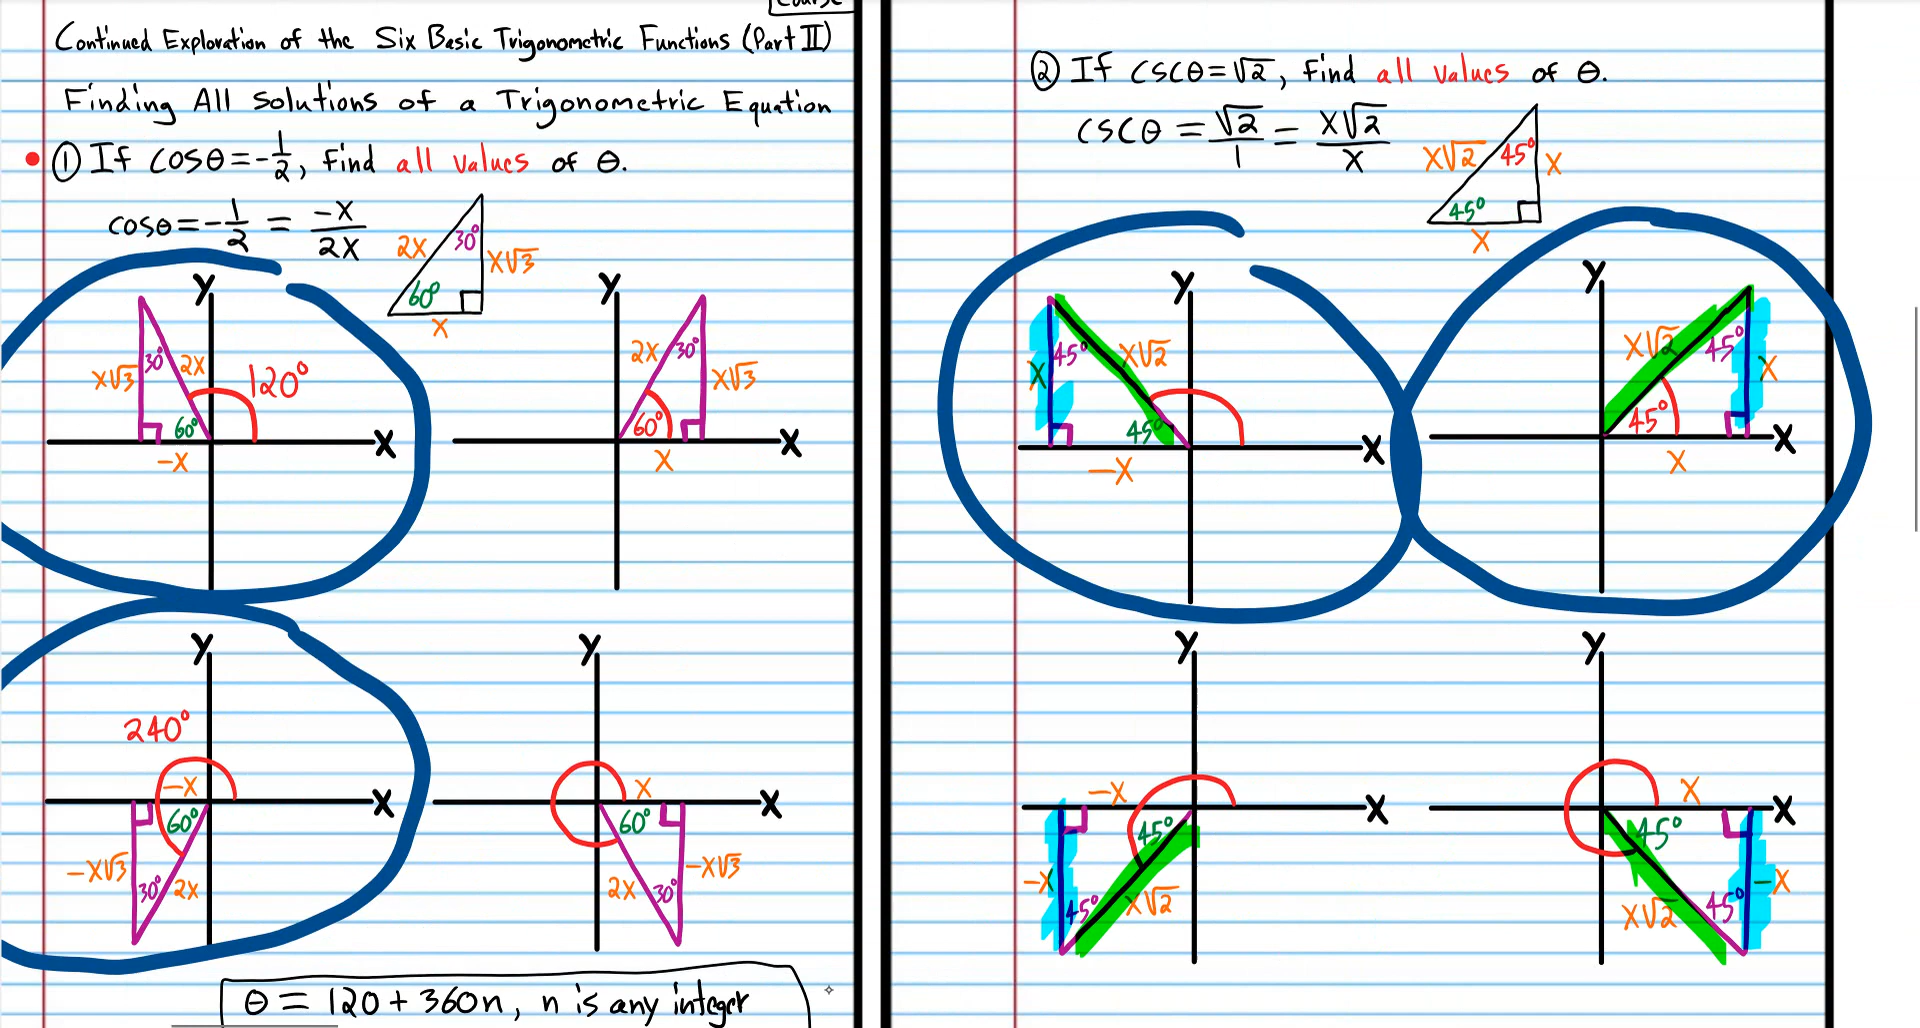 Course
Continued Exploration of the Six Basic Trigonometric Functions (Part II)
Finding All Solutions of a Trigonometric Equation
① If cosθ=-1/2, find all values of θ.
cosθ=-1/2 = -x/2x
2x 30° x√3
60°
x
y
x√3 30° 2x 120°
60°
-x
x
y
2x 30° x√3
60°
x
x
y
240°
-x
x
60°
-x√3 30° 2x
y
x
x
60°
2x 30° -x√3
θ = 120 + 360n, n is any integer
② If cscθ=√2, find all values of θ.
cscθ = √2/1 = x√2/x
x√2 45° x
45°
x
y
x 45° x√2
45°
-x
x
y
x√2 45° x
45°
x
x
y
-x
x
45°
-x 45° x√2
y
x
x
45°
x√2 45° -x